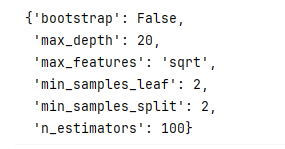 {'bootstrap': False,
'max_depth': 20,
'max_features': 'sqrt',
'min_samples_leaf': 2,
'min_samples_split': 2,
'n_estimators': 100}